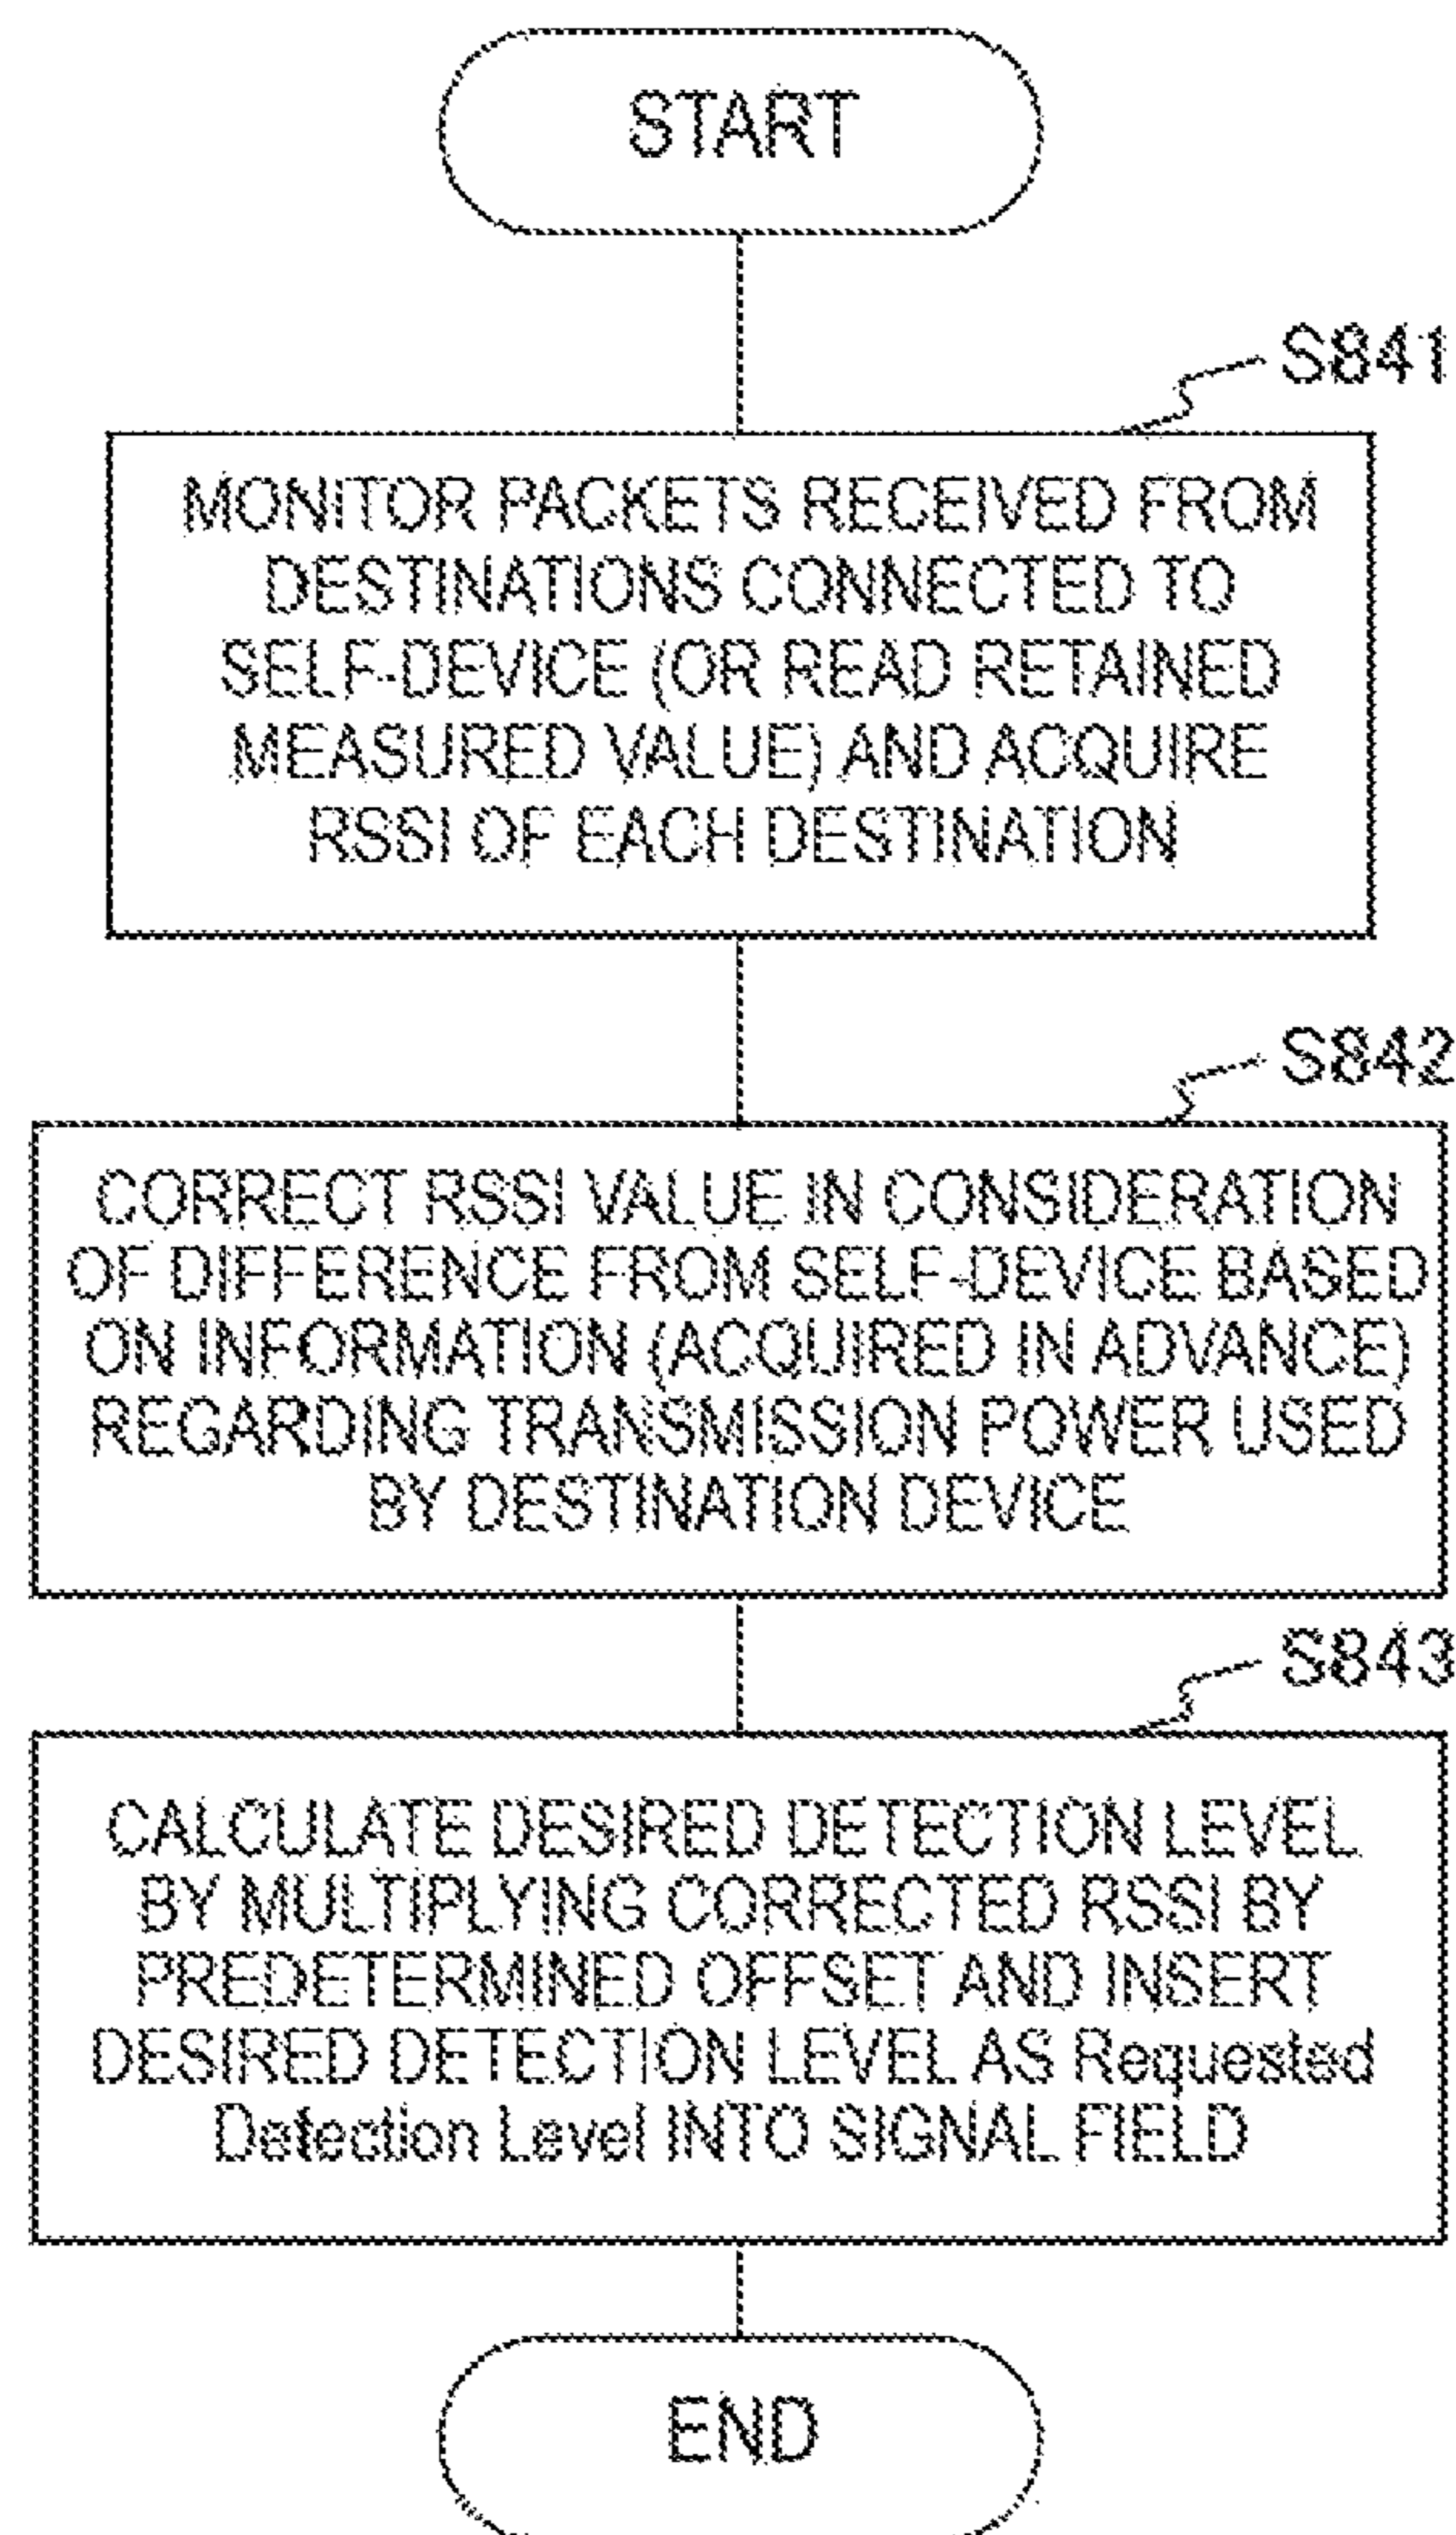 START
S841
MONITOR PACKETS RECEIVED FROM
DESTINATIONS CONNECTED TO
SELF-DEVICE (OR READ RETAINED
MEASURED VALUE) AND ACQUIRE
RSSI OF EACH DESTINATION
S842
CORRECT RSSI VALUE IN CONSIDERATION
OF DIFFERENCE FROM SELF-DEVICE BASED
ON INFORMATION (ACQUIRED IN ADVANCE)
REGARDING TRANSMISSION POWER USED
BY DESTINATION DEVICE
S843
CALCULATE DESIRED DETECTION LEVEL
BY MULTIPLYING CORRECTED RSSI BY
PREDETERMINED OFFSET AND INSERT
DESIRED DETECTION LEVEL AS Requested
Detection Level INTO SIGNAL FIELD
END